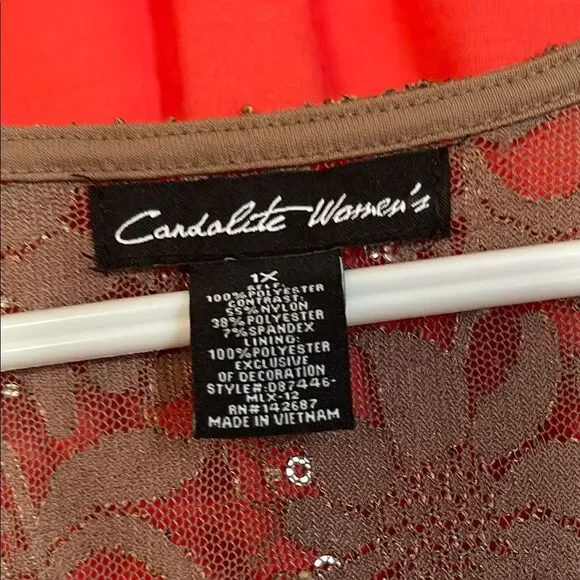 Candalite Women's
1X
SELF:
100%POLYESTER
CONTRAST:
55%NYLON
38%POLYESTER
7%SPANDEX
LINING:
100%POLYESTER
EXCLUSIVE
OF DECORATION
STYLE#:D87446-
MLX-12
RN#142687
MADE IN VIETNAM